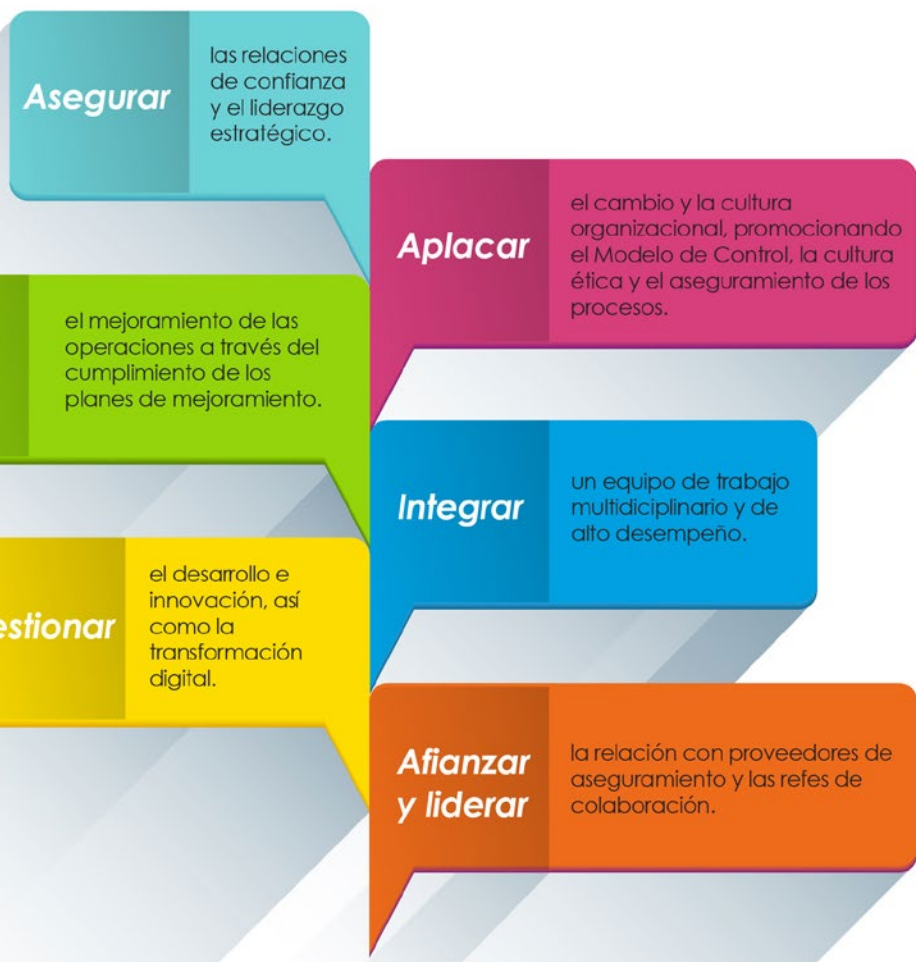 Asegurar
las relaciones
de confianza
y el liderazgo
estratégico.
Aplacar
el cambio y la cultura
organizacional, promocionando
el Modelo de Control, la cultura
ética y el aseguramiento de los
procesos.
el mejoramiento de las
operaciones a través del
cumplimiento de los
planes de mejoramiento.
Integrar
un equipo de trabajo
multidiciplinario y de
alto desempeño.
estionar
el desarrollo e
innovación, así
como la
transformación
digital.
Afianzar
y liderar
la relación con proveedores de
aseguramiento y las refes de
colaboración.